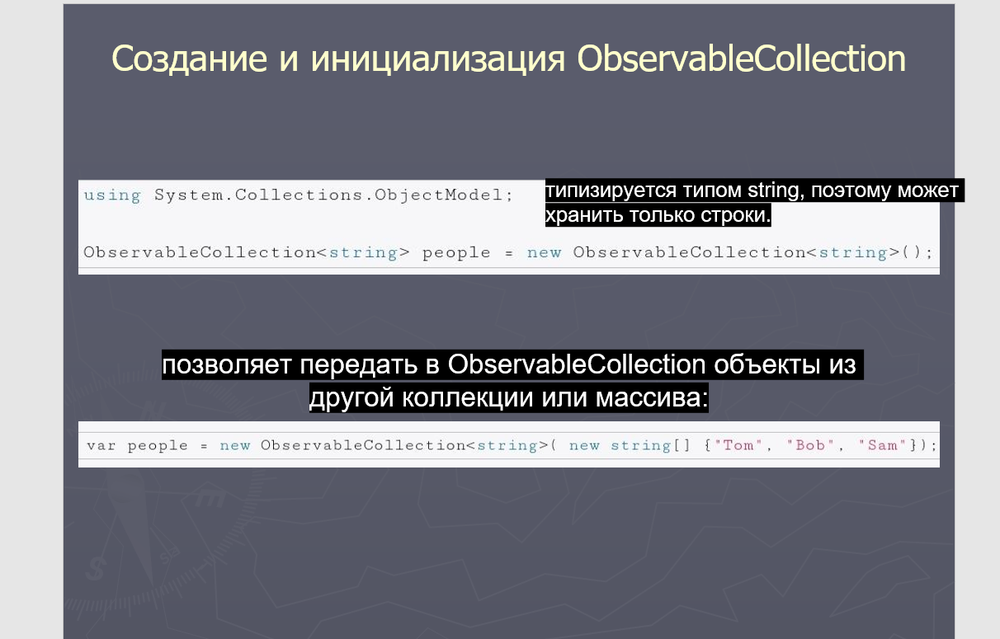 Создание и инициализация ObservableCollection
using System.Collections.ObjectModel;
типизируется типом string, поэтому может
хранить только строки.
ObservableCollection<string> people = new ObservableCollection<string>();
позволяет передать в ObservableCollection объекты из
другой коллекции или массива:
var people = new ObservableCollection<string>( new string[] {"Tom", "Bob", "Sam"});
N
E
S